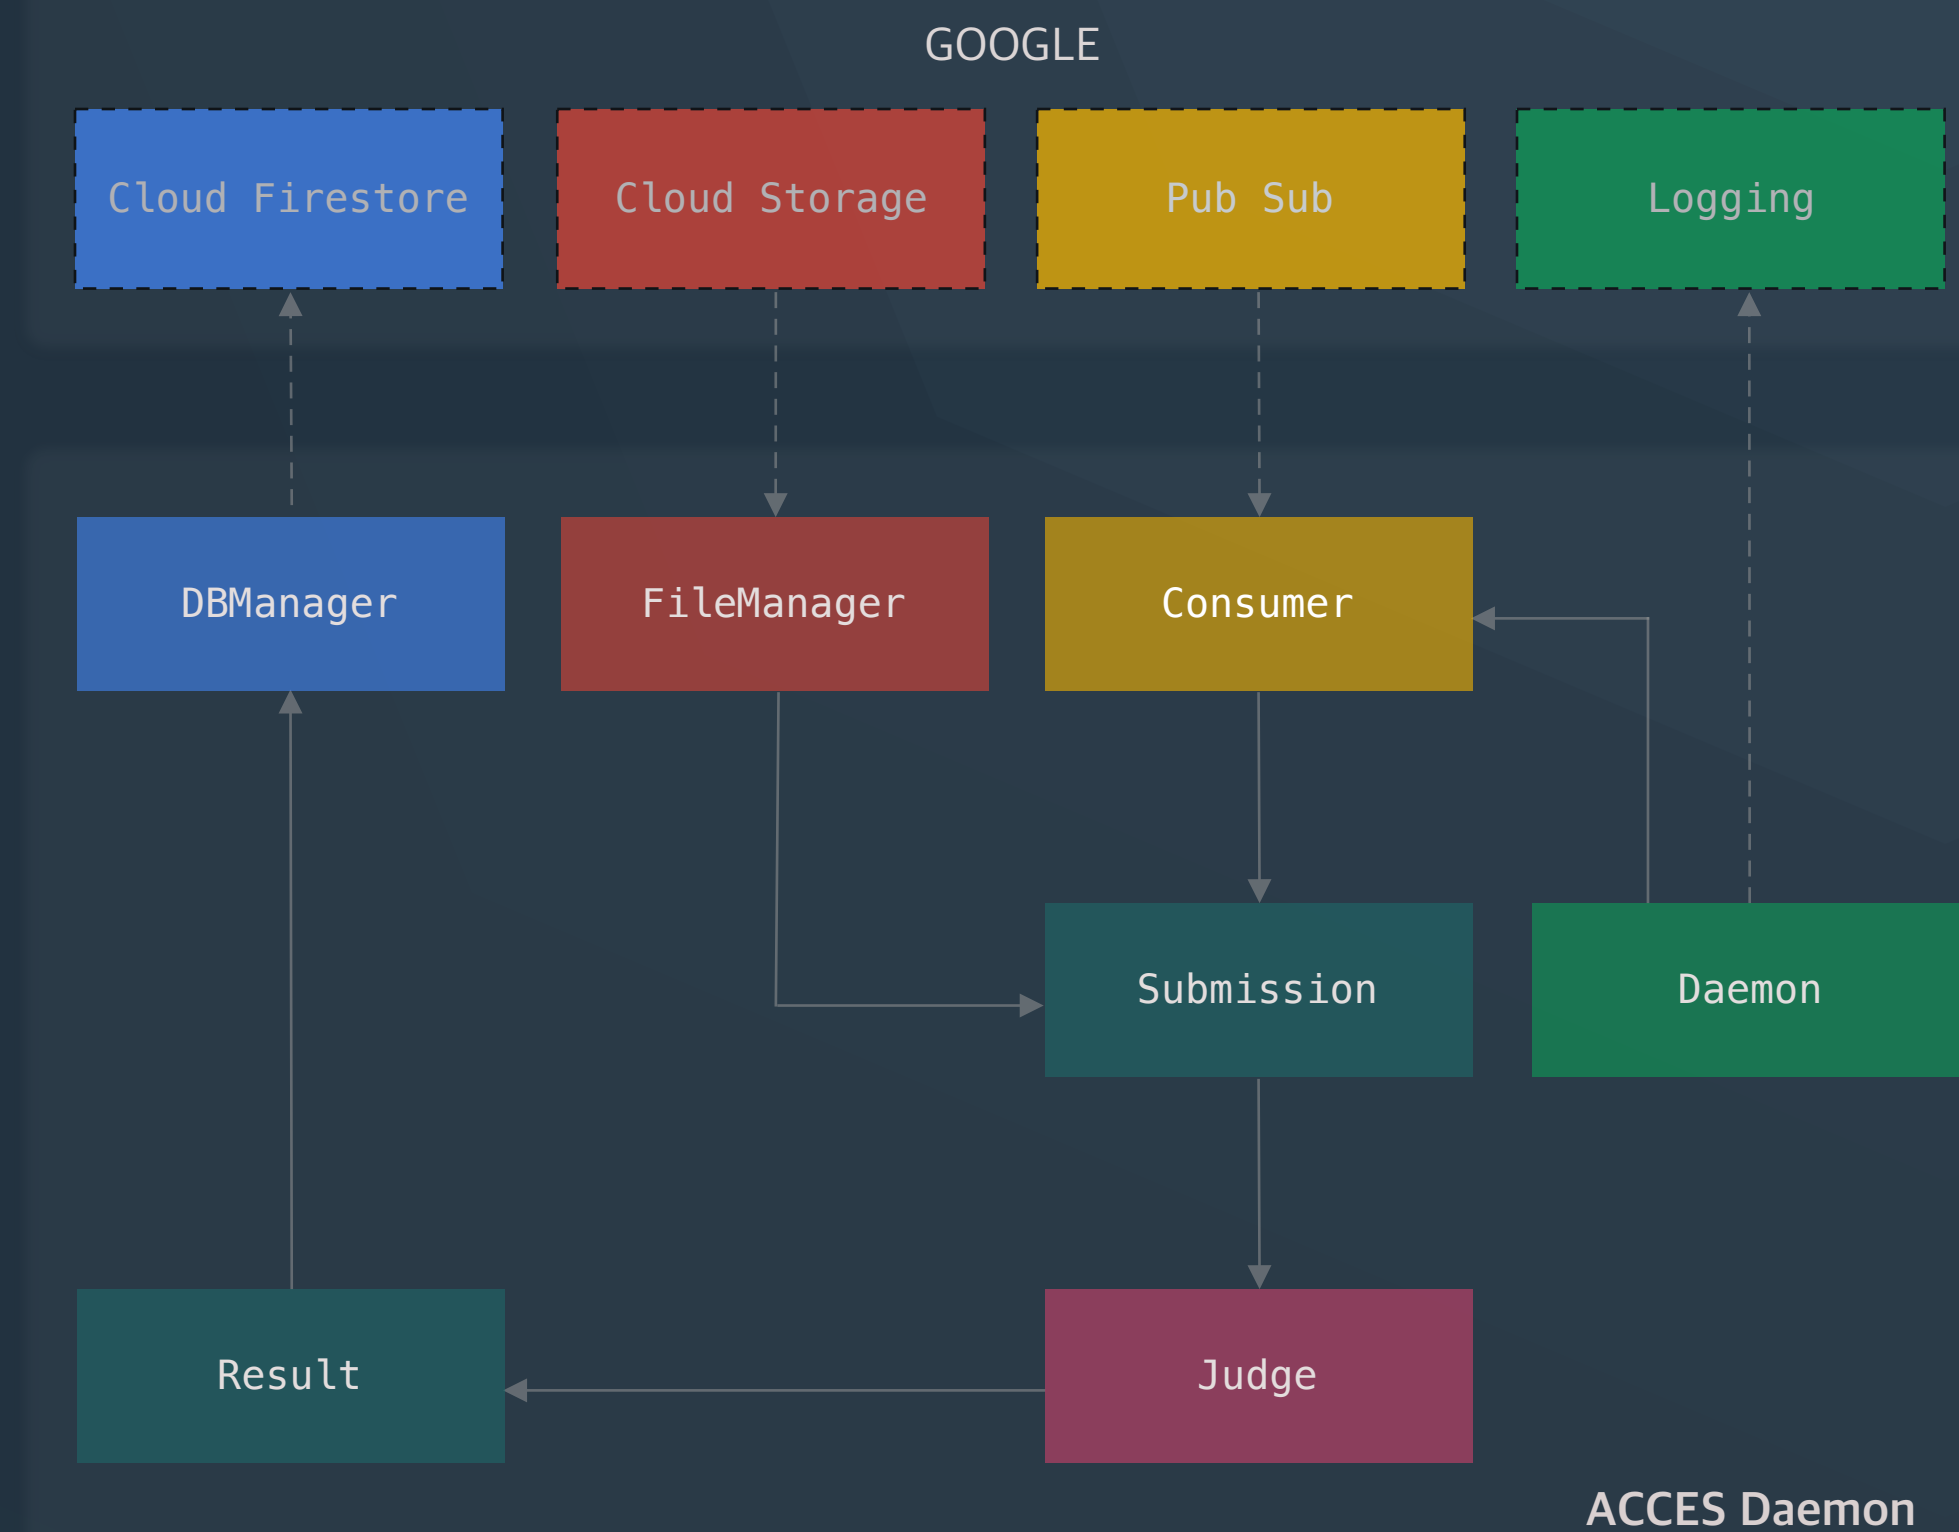 GOOGLE
Cloud Firestore
Cloud Storage
Pub Sub
Logging
DBManager
FileManager
Consumer
Submission
Daemon
Result
Judge
ACCES Daemon